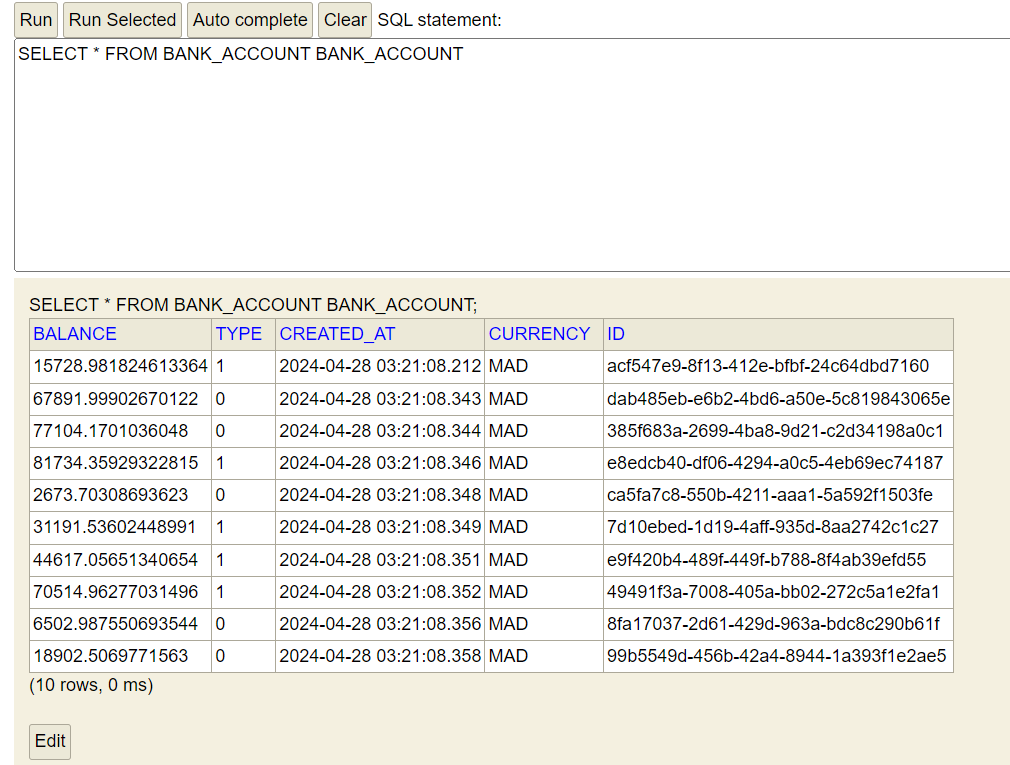 Run Run Selected Auto complete Clear SQL statement:
SELECT * FROM BANK_ACCOUNT BANK_ACCOUNT
SELECT * FROM BANK_ACCOUNT BANK_ACCOUNT;
BALANCE TYPE CREATED_AT CURRENCY ID
15728.981824613364 1 2024-04-28 03:21:08.212 MAD acf547e9-8f13-412e-bfbf-24c64dbd7160
67891.99902670122 0 2024-04-28 03:21:08.343 MAD dab485eb-e6b2-4bd6-a50e-5c819843065e
77104.1701036048 0 2024-04-28 03:21:08.344 MAD 385f683a-2699-4ba8-9d21-c2d34198a0c1
81734.35929322815 1 2024-04-28 03:21:08.346 MAD e8edcb40-df06-4294-a0c5-4eb69ec74187
2673.70308693623 0 2024-04-28 03:21:08.348 MAD ca5fa7c8-550b-4211-aaa1-5a592f1503fe
31191.53602448991 1 2024-04-28 03:21:08.349 MAD 7d10ebed-1d19-4aff-935d-8aa2742c1c27
44617.05651340654 1 2024-04-28 03:21:08.351 MAD e9f420b4-489f-449f-b788-8f4ab39efd55
70514.96277031496 1 2024-04-28 03:21:08.352 MAD 49491f3a-7008-405a-bb02-272c5a1e2fa1
6502.987550693544 0 2024-04-28 03:21:08.356 MAD 8fa17037-2d61-429d-963a-bdc8c290b61f
18902.5069771563 0 2024-04-28 03:21:08.358 MAD 99b5549d-456b-42a4-8944-1a393f1e2ae5
(10 rows, 0 ms)
Edit